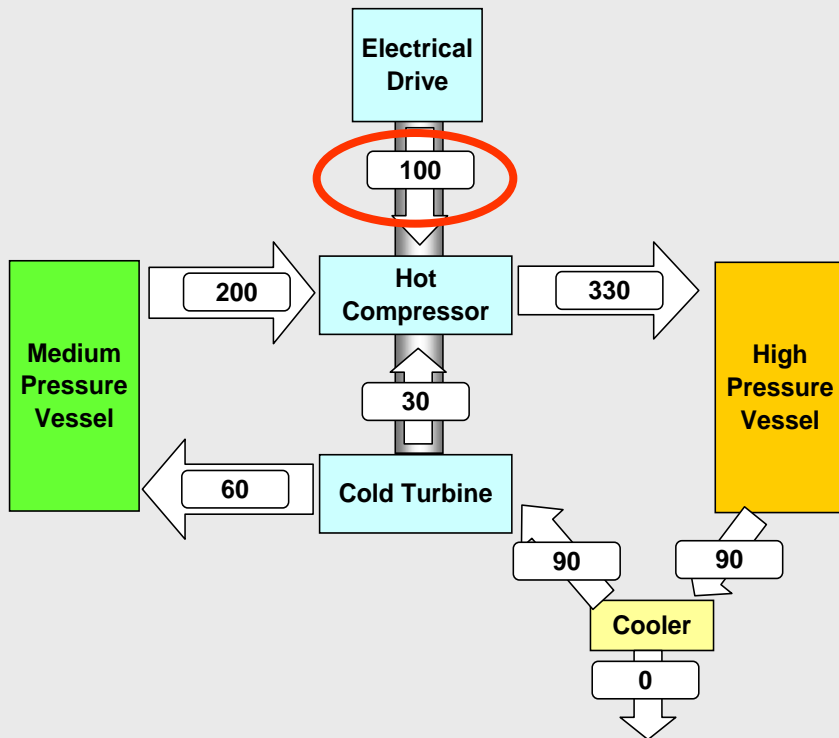 Electrical
Drive
100
200
Hot
Compressor
330
Medium
Pressure
Vessel
High
Pressure
Vessel
30
60
Cold Turbine
90
90
Cooler
0